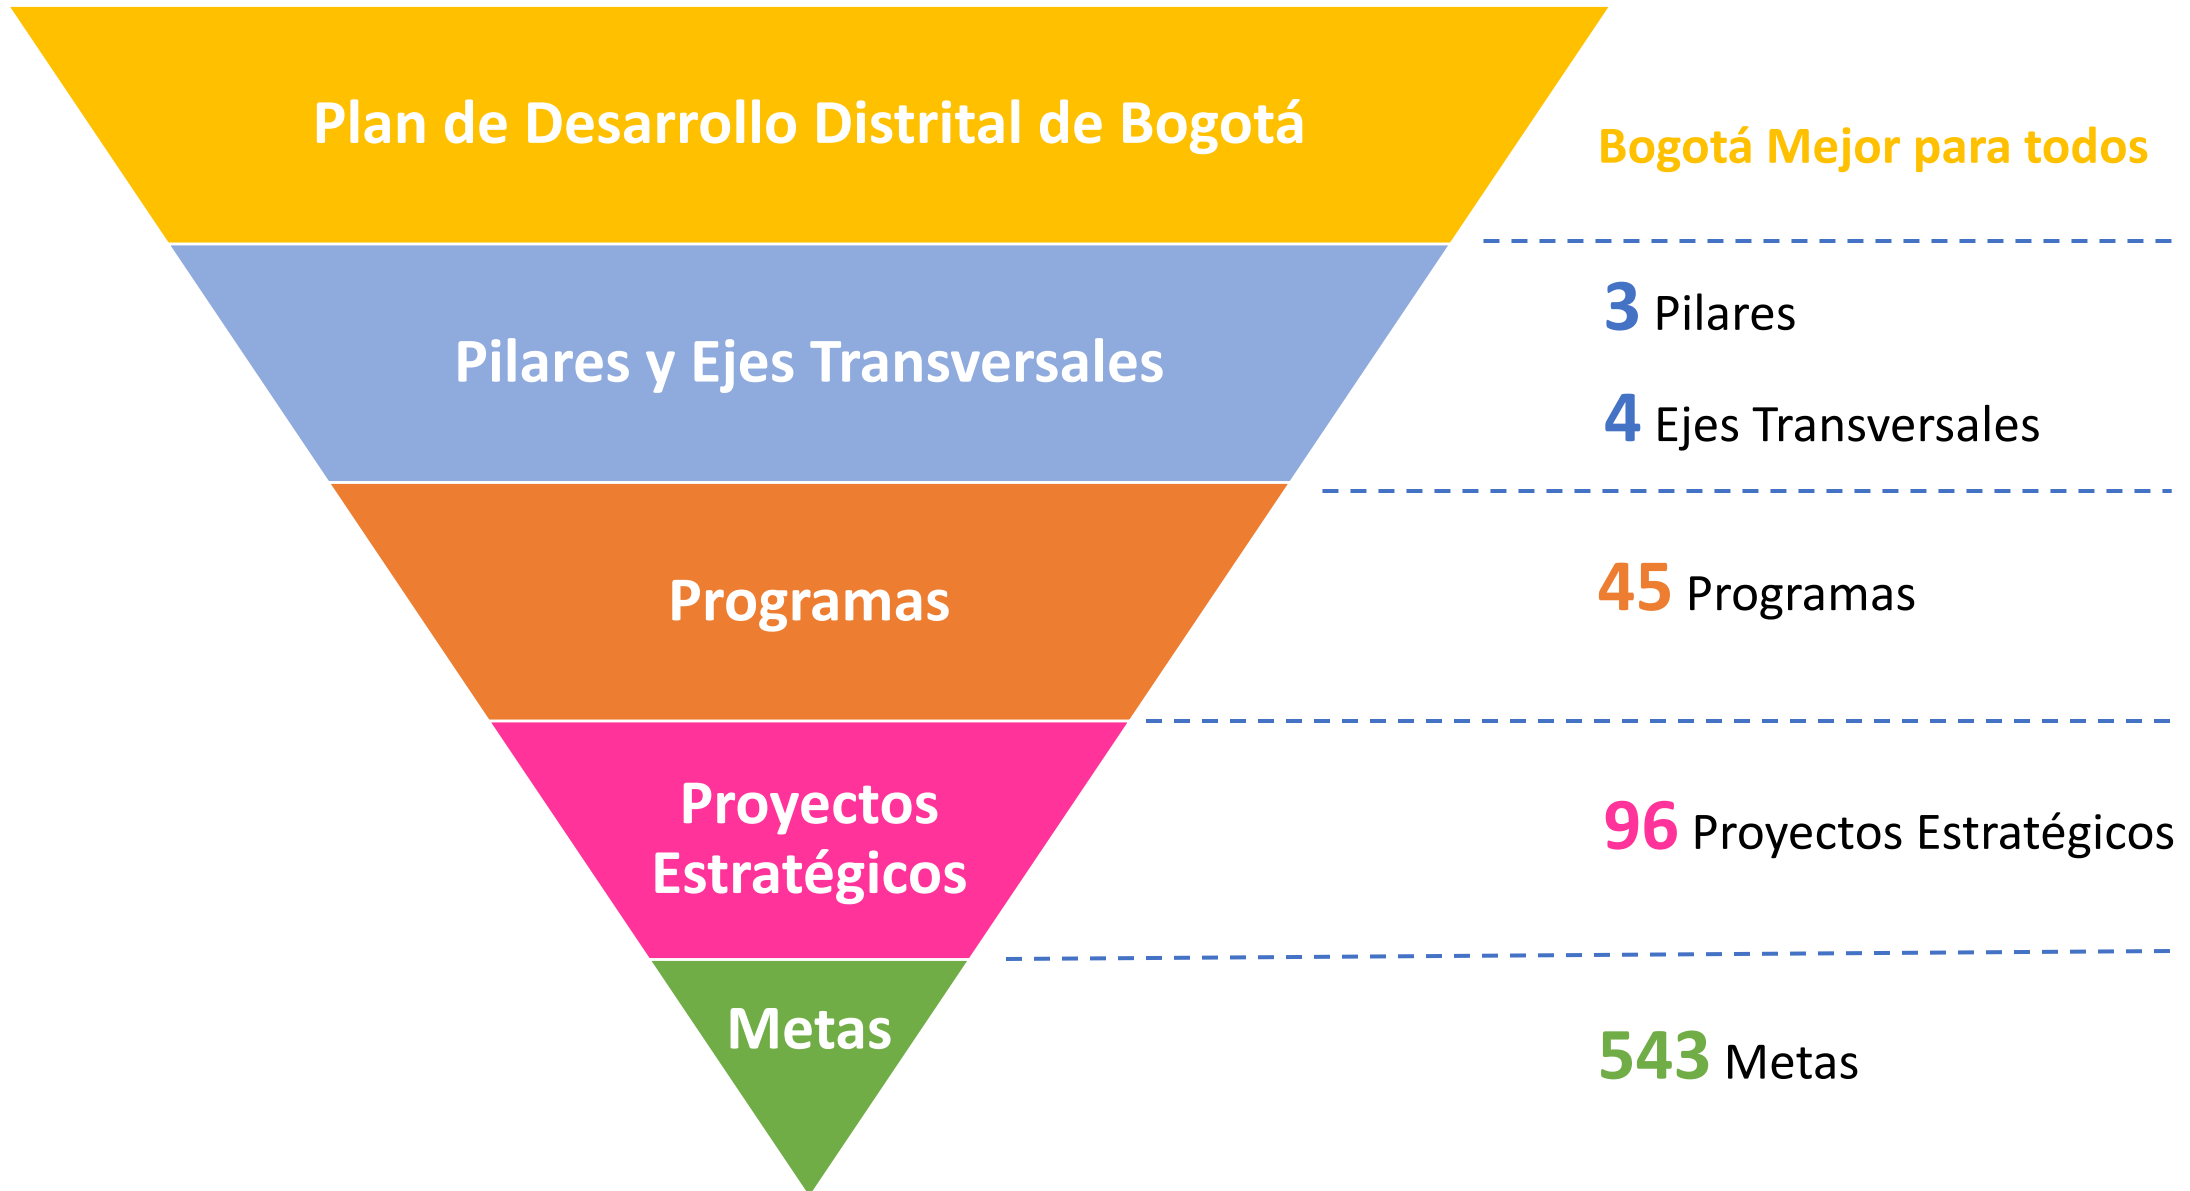 Plan de Desarrollo Distrital de Bogotá
Bogotá Mejor para todos
Pilares y Ejes Transversales
3 Pilares
4 Ejes Transversales
Programas
45 Programas
Proyectos
Estratégicos
96 Proyectos Estratégicos
Metas
543 Metas